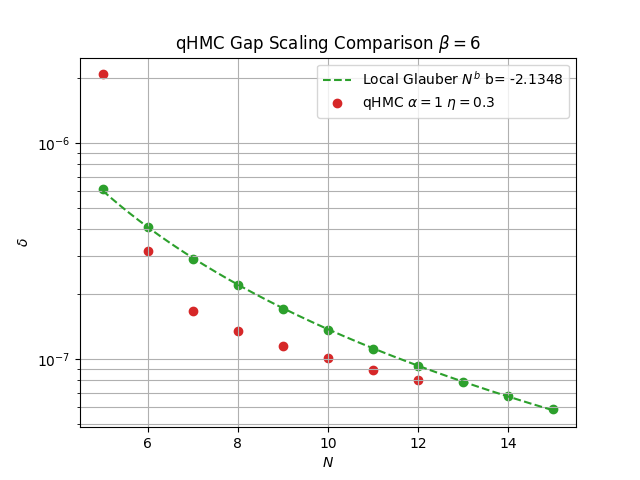 qHMC Gap Scaling Comparison β = 6
Local Glauber N^b b= -2.1348
qHMC α = 1 η = 0.3
10^-6
δ
10^-7
6 8 10 12 14
N